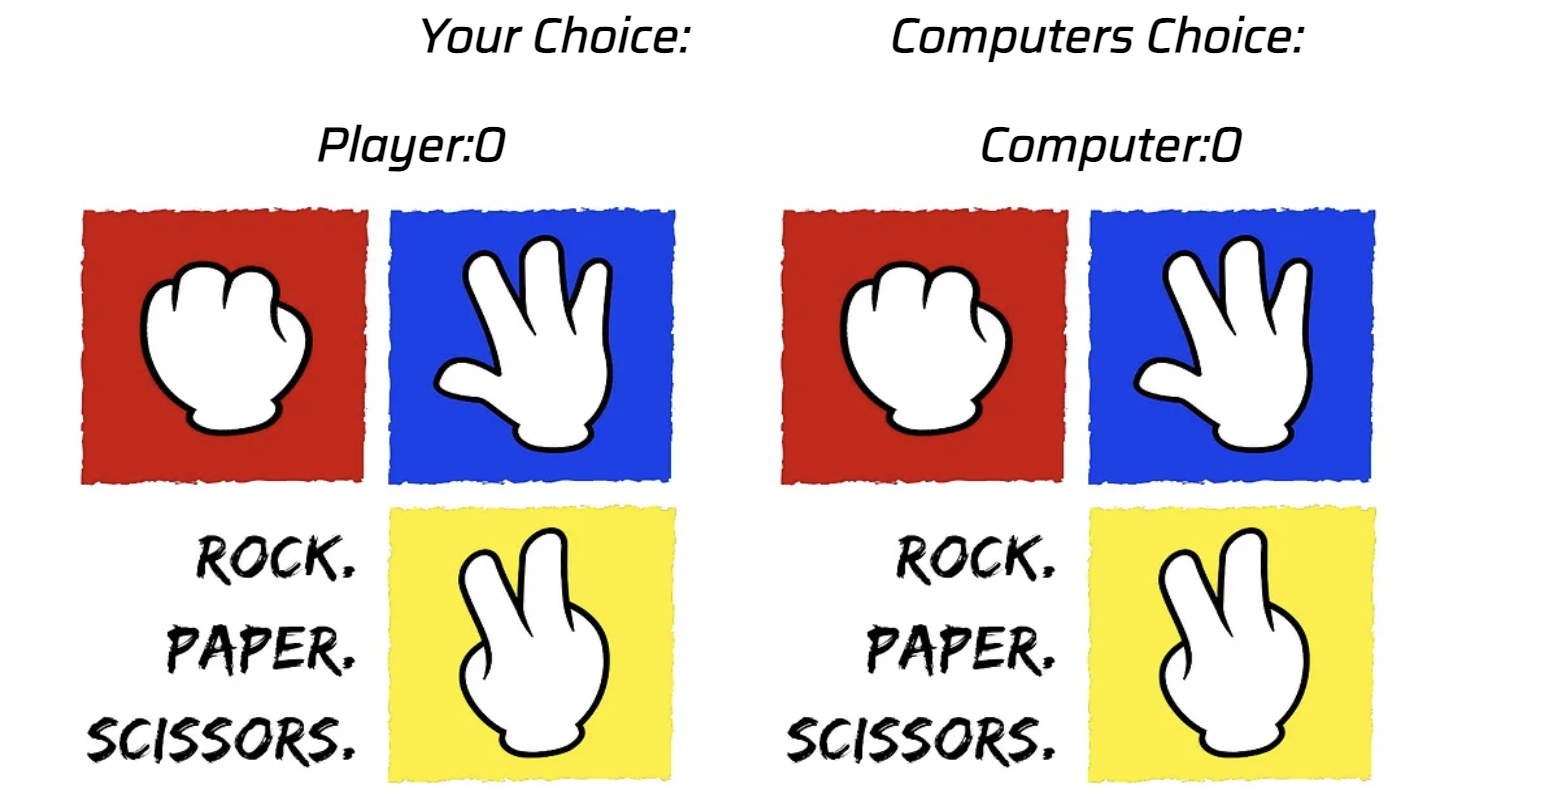 Your Choice: Computers Choice:
Player:0 Computer:0
ROCK. ROCK.
PAPER. PAPER.
SCISSORS. SCISSORS.